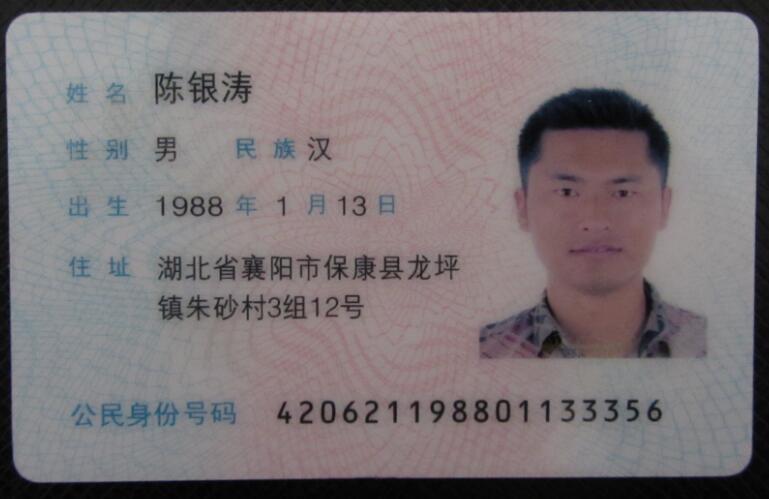 姓名 陈银涛
性别 男 民族 汉
出生 1988 年 1 月 13 日
住址 湖北省襄阳市保康县龙坪
镇朱砂村3组12号
公民身份号码 420621198801133356